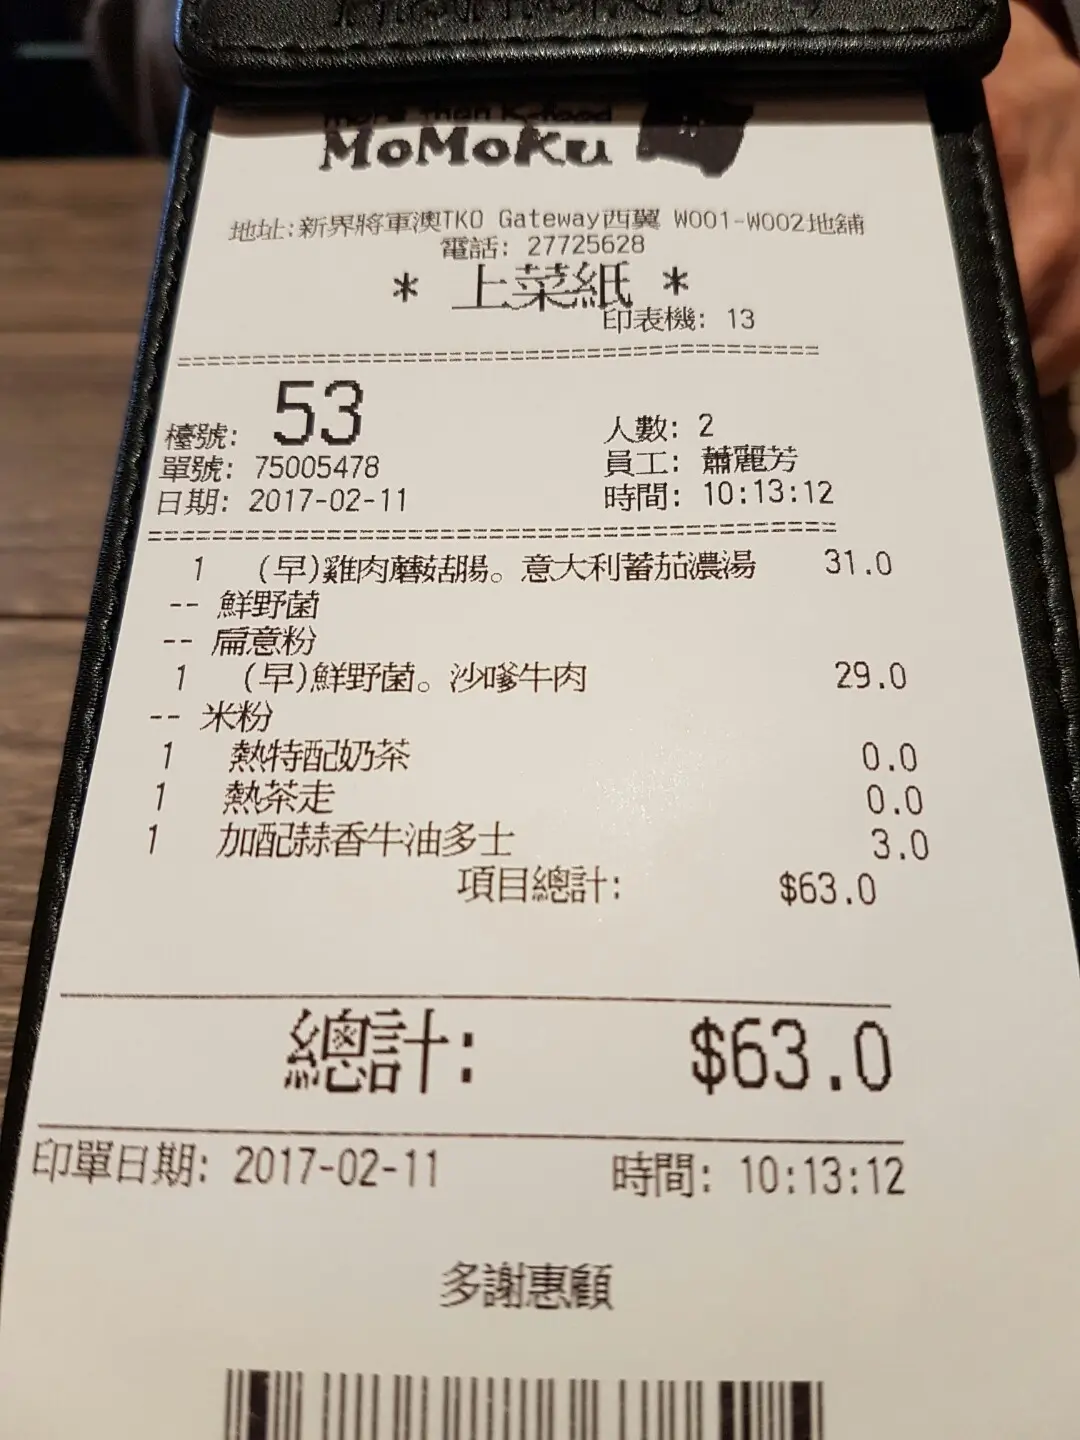 more than K-food
MoMoKu
地址:新界將軍澳TKO Gateway西翼 W001-W002地舖
電話: 27725628
* 上菜紙 *
印表機: 13
檯號: 53 人數: 2
單號: 75005478 員工: 蕭麗芳
日期: 2017-02-11 時間: 10:13:12
1 (早)雞肉蘑菇腸。意大利蕃茄濃湯 31.0
-- 鮮野菌
-- 扁意粉
1 (早)鮮野菌。沙嗲牛肉 29.0
-- 米粉
1 熱特配奶茶 0.0
1 熱茶走 0.0
1 加配蒜香牛油多士 3.0
項目總計: $63.0
總計: $63.0
印單日期: 2017-02-11 時間: 10:13:12
多謝惠顧